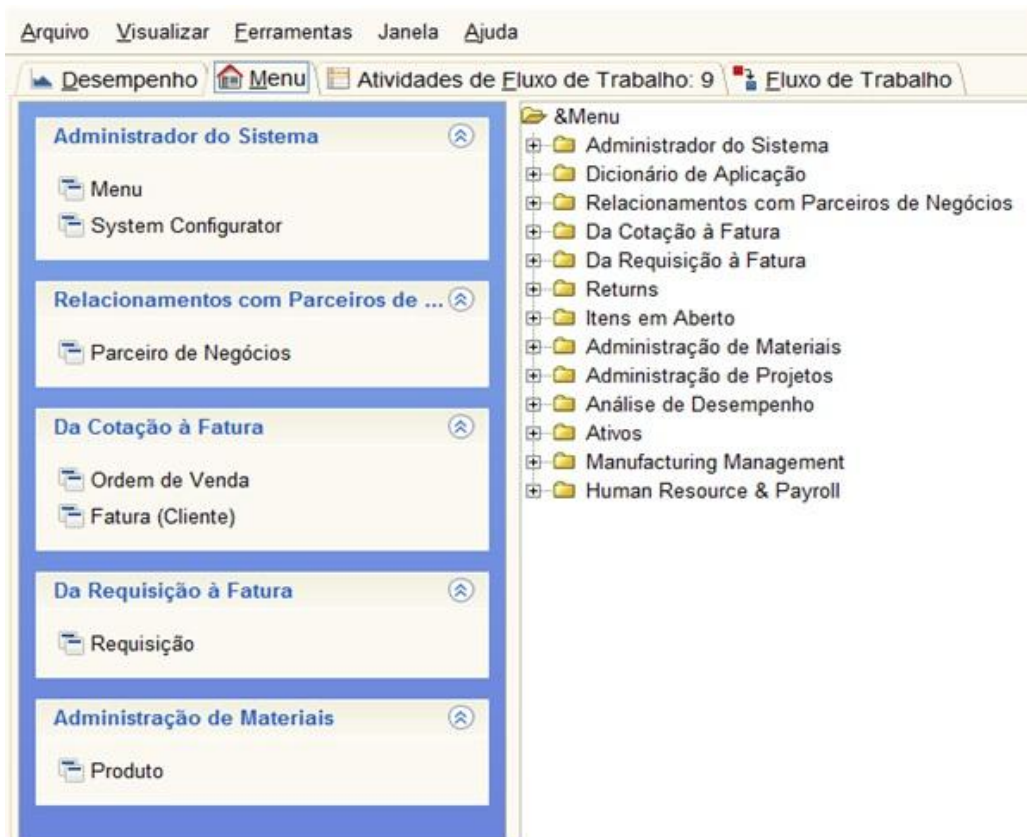 Arquivo Visualizar Ferramentas Janela Ajuda
Desempenho Menu Atividades de Fluxo de Trabalho: 9 Fluxo de Trabalho
Administrador do Sistema
Menu
System Configurator
Relacionamentos com Parceiros de ...
Parceiro de Negócios
Da Cotação à Fatura
Ordem de Venda
Fatura (Cliente)
Da Requisição à Fatura
Requisição
Administração de Materiais
Produto
&Menu
Administrador do Sistema
Dicionário de Aplicação
Relacionamentos com Parceiros de Negócios
Da Cotação à Fatura
Da Requisição à Fatura
Returns
Itens em Aberto
Administração de Materiais
Administração de Projetos
Análise de Desempenho
Ativos
Manufacturing Management
Human Resource & Payroll